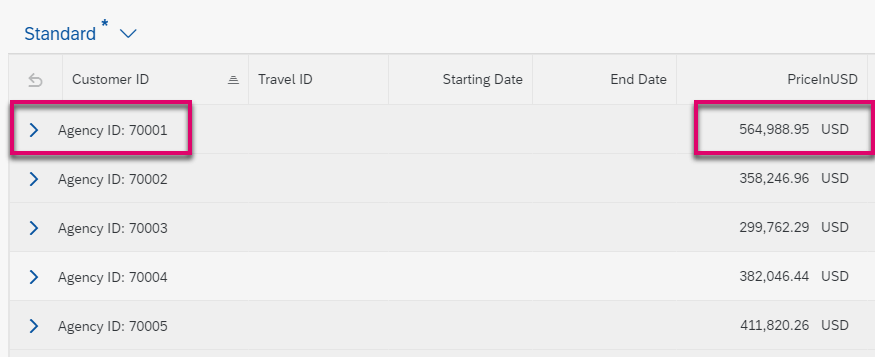 Standard *
Customer ID Travel ID Starting Date End Date PriceInUSD
Agency ID: 70001 564,988.95 USD
Agency ID: 70002 358,246.96 USD
Agency ID: 70003 299,762.29 USD
Agency ID: 70004 382,046.44 USD
Agency ID: 70005 411,820.26 USD